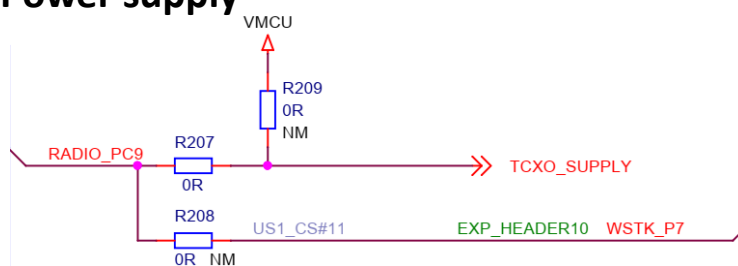 Power supply
VMCU
R209
0R
NM
RADIO_PC9
R207
0R
TCXO_SUPPLY
R208
0R NM
US1_CS#11
EXP_HEADER10
WSTK_P7